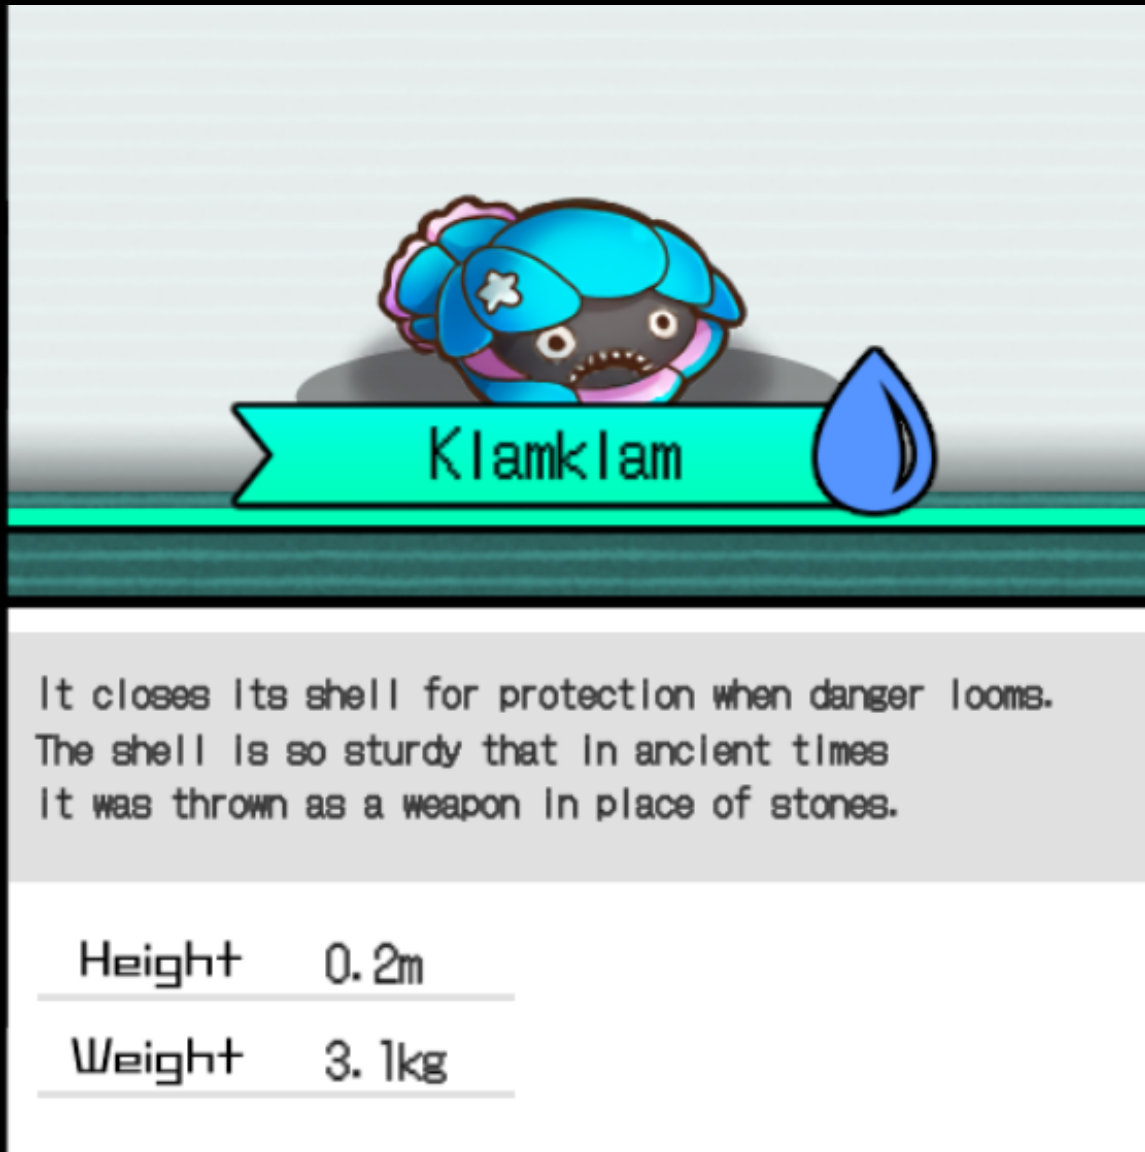 Klamklam
It closes its shell for protection when danger looms.
The shell is so sturdy that in ancient times
it was thrown as a weapon in place of stones.
Height 0.2m
Weight 3.1kg